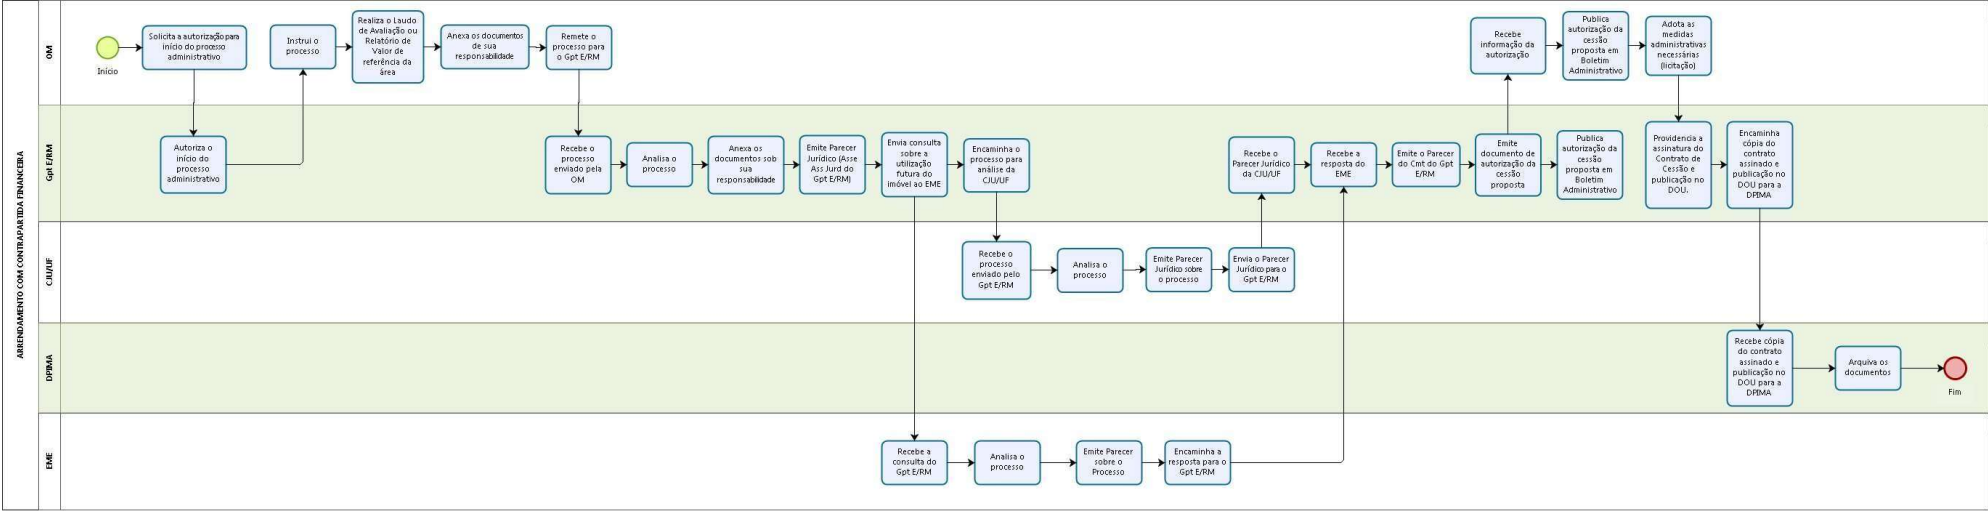 ARRENDAMENTO COM CONTRAPARTIDA FINANCEIRA
OM
Início
Solicita a autorização para
início do processo
administrativo
Instrui o
processo
Realiza o Laudo
de Avaliação ou
Relatório de
Valor de
referência da
área
Anexa os documentos
de sua
responsabilidade
Remete o
processo para
o Gpt E/RM
Recebe
informação da
autorização
Publica
autorização da
cessão
proposta em
Boletim
Administrativo
Adota as
medidas
administrativas
necessárias
(licitação)
Gpt E/RM
Autoriza o
início do
processo
administrativo
Recebe o
processo
enviado pela
OM
Analisa o
processo
Anexa os
documentos sob
sua
responsabilidade
Emite Parecer
Jurídico (Asse
Ass Jurd do
Gpt E/RM)
Envia consulta
sobre a
utilização
futura do
imóvel ao EME
Encaminha o
processo para
análise da
CJU/UF
Recebe o
Parecer Jurídico
da CJU/UF
Recebe a
resposta do
EME
Emite o Parecer
do Cmt do Gpt
E/RM
Emite
documento de
autorização da
cessão
proposta
Publica
autorização da
cessão
proposta em
Boletim
Administrativo
Providencia a
assinatura do
Contrato de
Cessão e
publicação no
DOU.
Encaminha
cópia do
contrato
assinado e
publicação no
DOU para a
DPIMA
CJU/UF
Recebe o
processo
enviado pelo
Gpt E/RM
Analisa o
processo
Emite Parecer
Jurídico sobre
o processo
Envia o Parecer
Jurídico para o
Gpt E/RM
DPIMA
Recebe cópia
do contrato
assinado e
publicação no
DOU para a
DPIMA
Arquiva os
documentos
Fim
EME
Recebe a
consulta do
Gpt E/RM
Analisa o
processo
Emite Parecer
sobre o
Processo
Encaminha a
resposta para o
Gpt E/RM